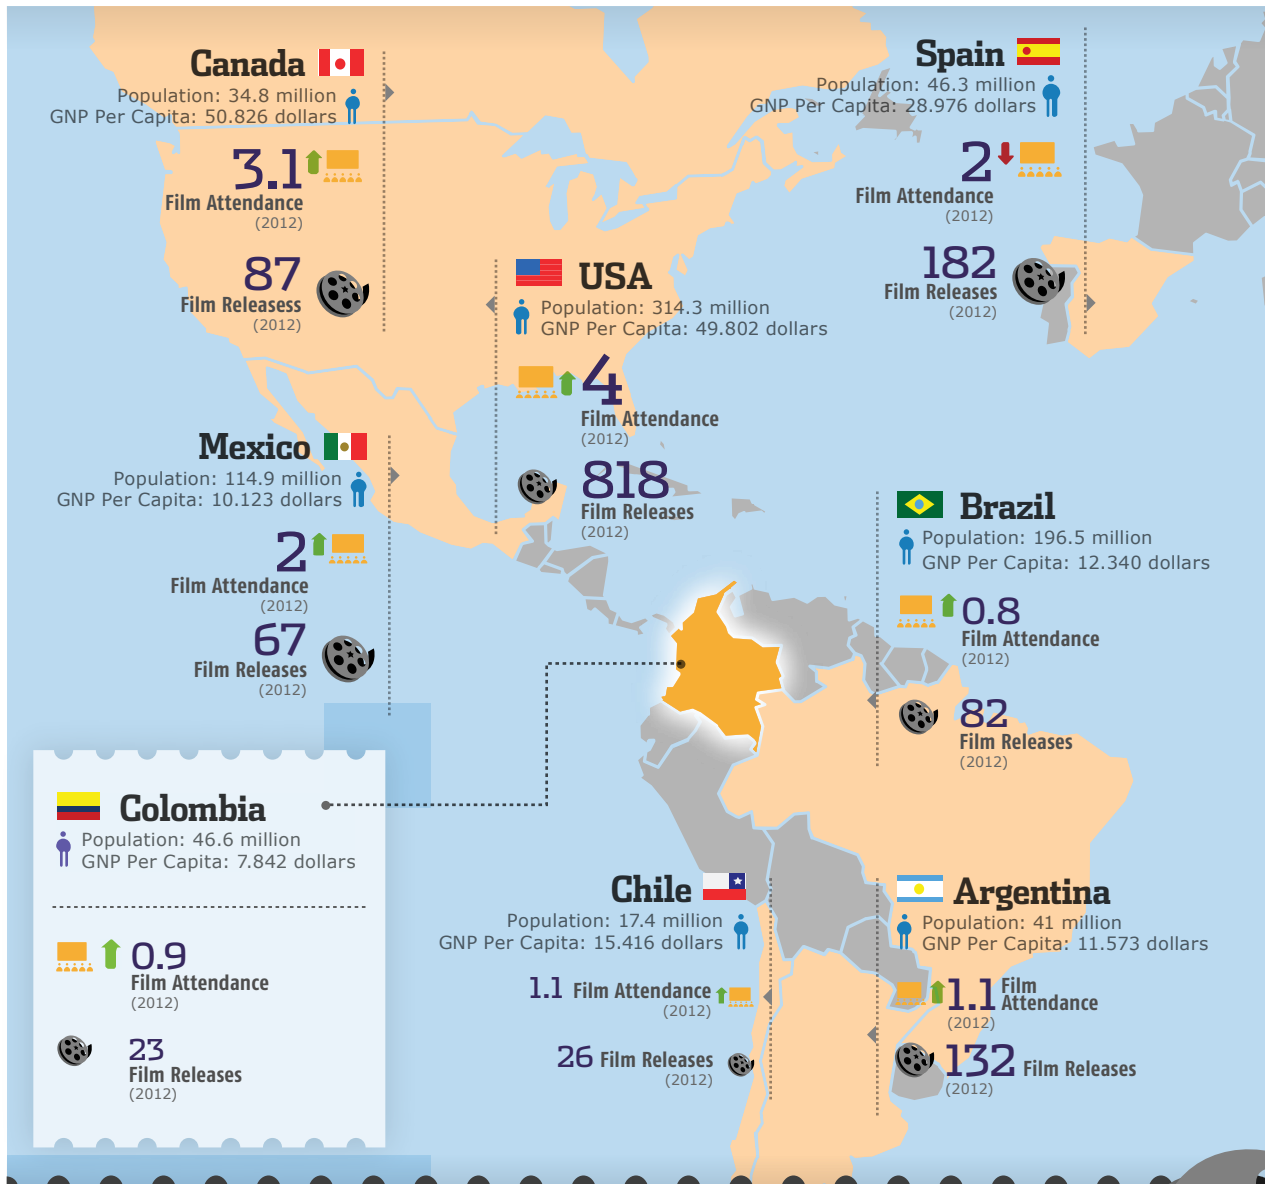 Canada
Population: 34.8 million
GNP Per Capita: 50.826 dollars
3.1
Film Attendance
(2012)
87
Film Releasess
(2012)
Spain
Population: 46.3 million
GNP Per Capita: 28.976 dollars
2
Film Attendance
(2012)
182
Film Releases
(2012)
USA
Population: 314.3 million
GNP Per Capita: 49.802 dollars
4
Film Attendance
(2012)
818
Film Releases
(2012)
Mexico
Population: 114.9 million
GNP Per Capita: 10.123 dollars
2
Film Attendance
(2012)
67
Film Releases
(2012)
Brazil
Population: 196.5 million
GNP Per Capita: 12.340 dollars
0.8
Film Attendance
(2012)
82
Film Releases
(2012)
Colombia
Population: 46.6 million
GNP Per Capita: 7.842 dollars
0.9
Film Attendance
(2012)
23
Film Releases
(2012)
Chile
Population: 17.4 million
GNP Per Capita: 15.416 dollars
1.1 Film Attendance
(2012)
26 Film Releases
(2012)
Argentina
Population: 41 million
GNP Per Capita: 11.573 dollars
1.1 Film
Attendance
(2012)
132 Film Releases
(2012)